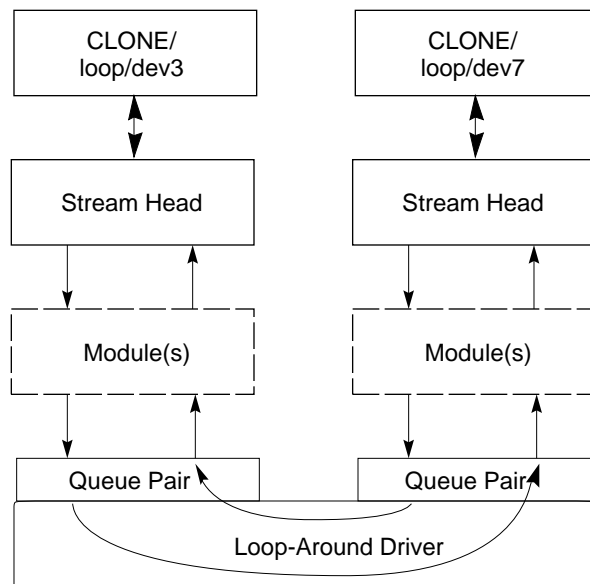 CLONE/
loop/dev3
CLONE/
loop/dev7
Stream Head
Stream Head
Module(s)
Module(s)
Queue Pair
Queue Pair
Loop-Around Driver